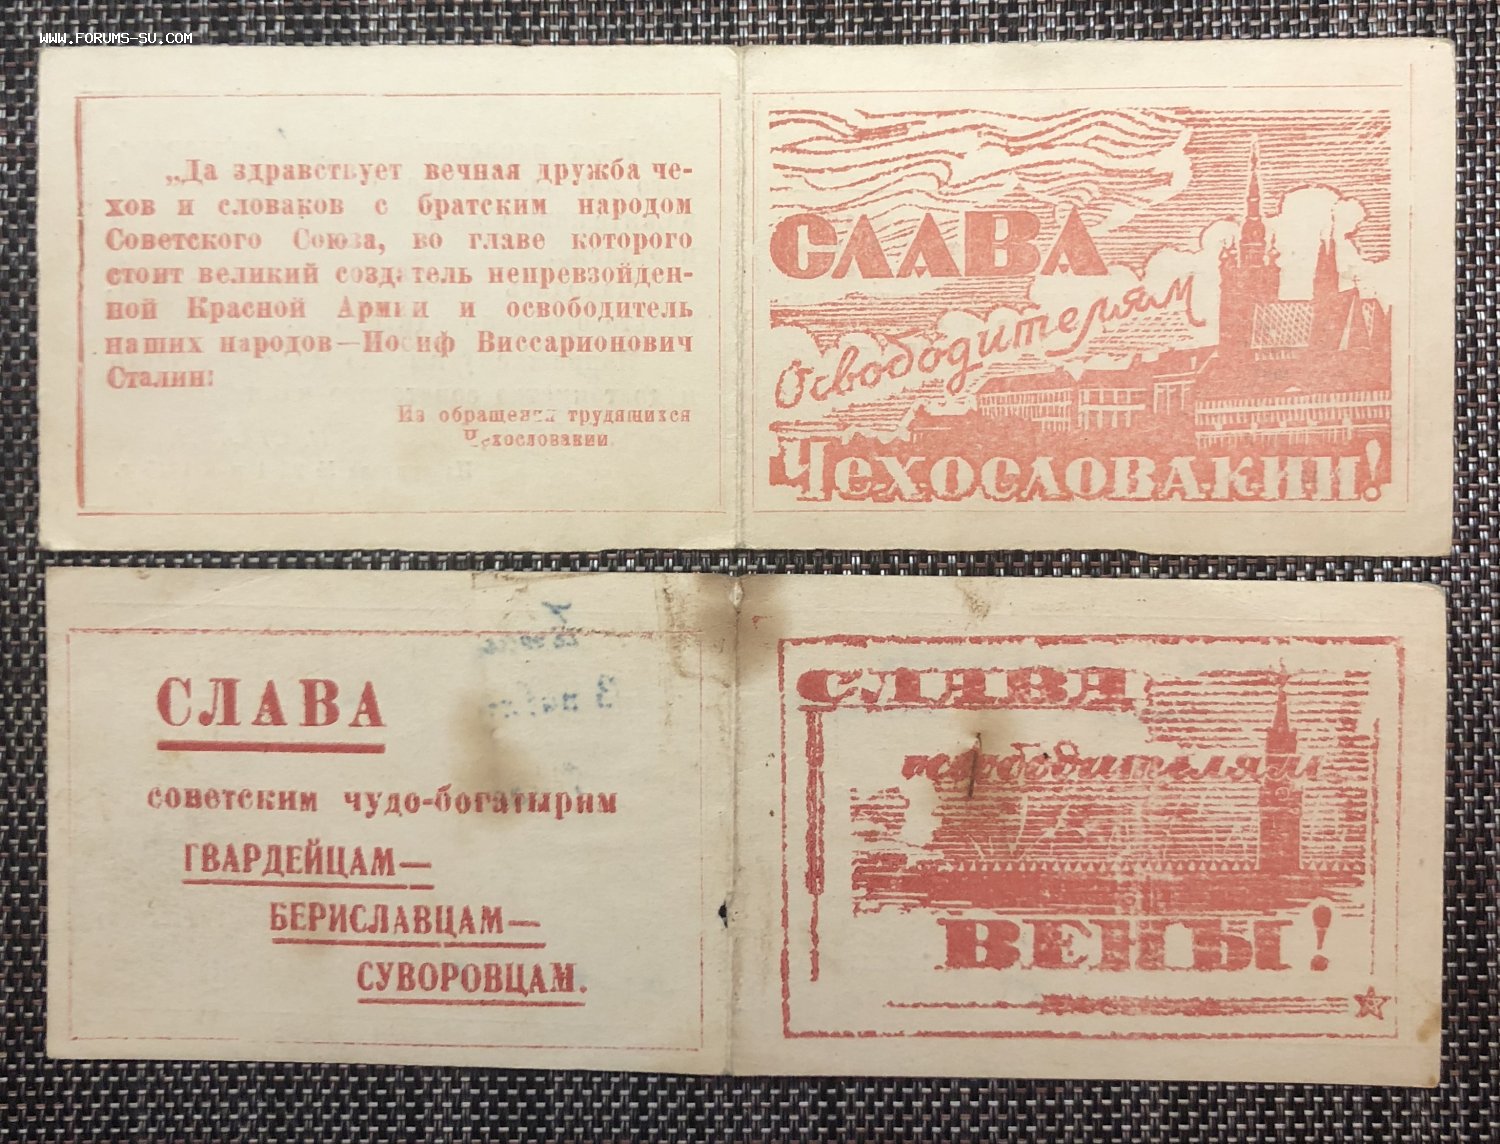 WWW.FORUMS-SU.COM
„Да здравствует вечная дружба че-
хов и словаков с братским народом
Советского Союза, во главе которого
стоит великий создатель непревзойден-
ной Красной Армии и освободитель
наших народов—Иосиф Виссарионович
Сталин!
Из обращения трудящихся
Чехословакии.
СЛАВА
Освободителям
Чехословакии!
СЛАВА
советским чудо-богатырям
ГВАРДЕЙЦАМ—
БЕРИСЛАВЦАМ—
СУВОРОВЦАМ.
СЛАВА
освободителям
ВЕНЫ!